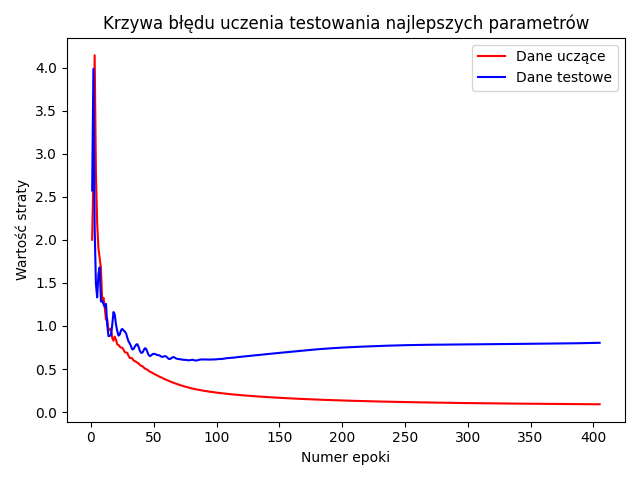 Krzywa błędu uczenia testowania najlepszych parametrów
Dane uczące
Dane testowe
Wartość straty
4.0
3.5
3.0
2.5
2.0
1.5
1.0
0.5
0.0
0 50 100 150 200 250 300 350 400
Numer epoki